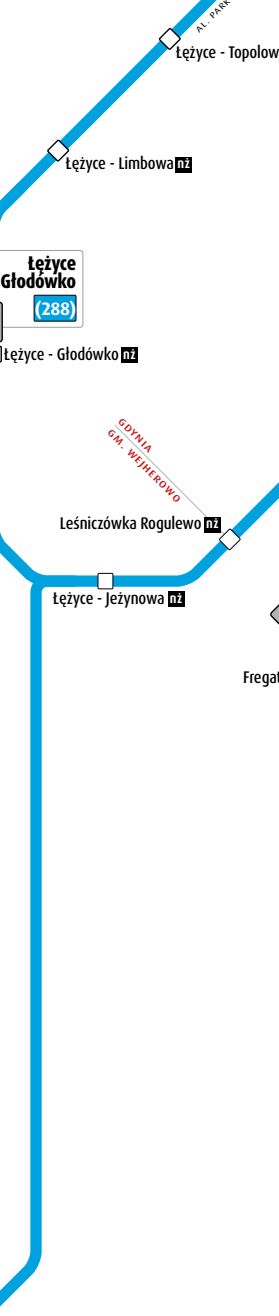 AL. PARK
Łężyce - Topolow
Łężyce - Limbowa nż
Łężyce
Głodówko
(288)
Łężyce - Głodówko nż
GDYNIA
GM. WEJHEROWO
Leśniczówka Rogulewo nż
Łężyce - Jeżynowa nż
Fregat